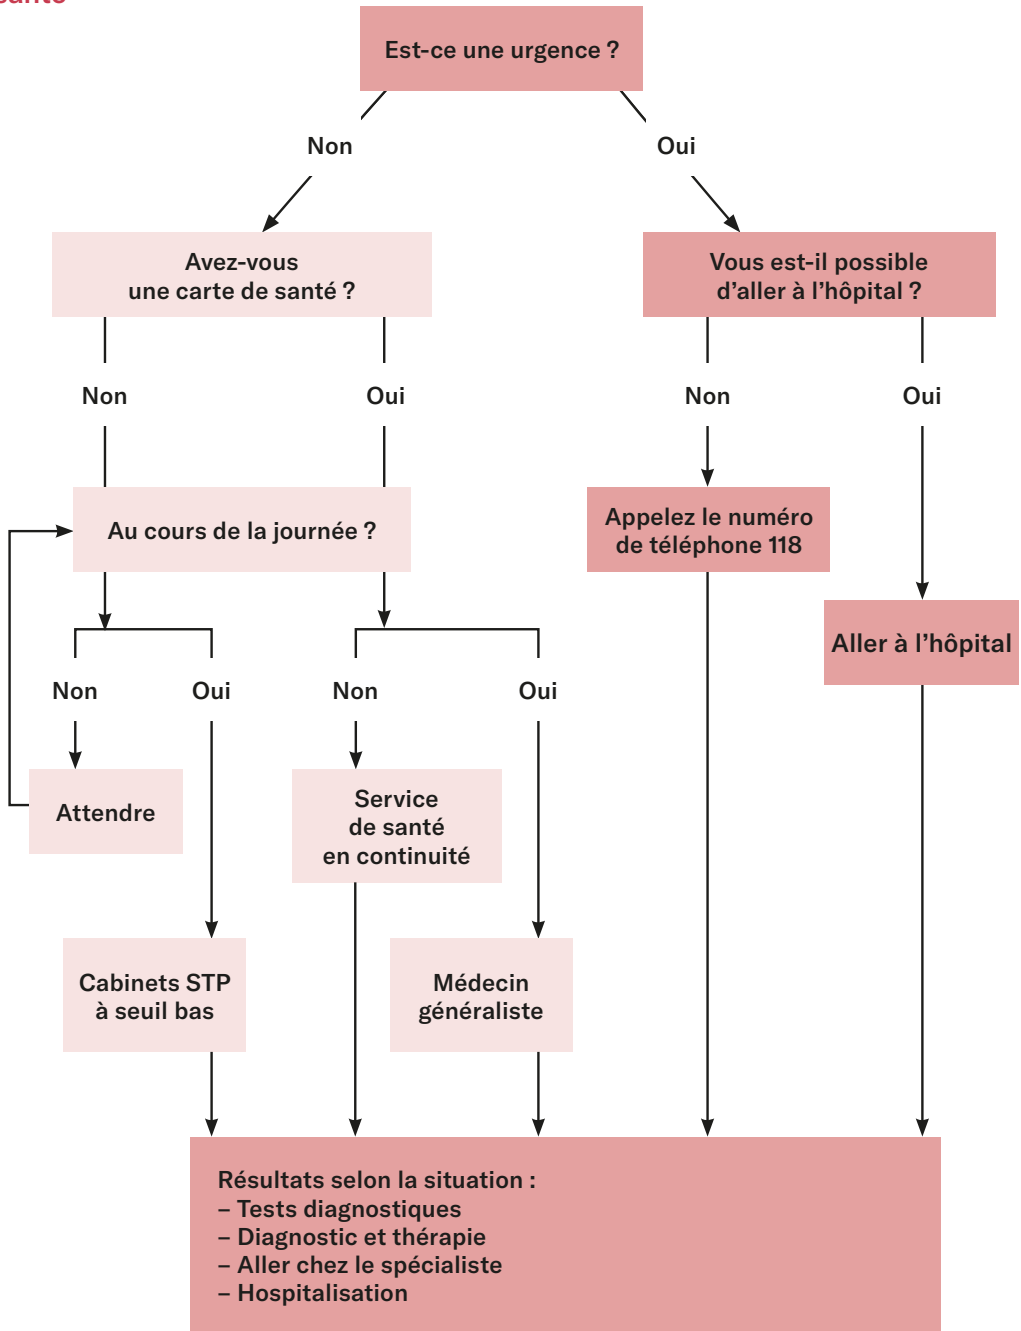 Est-ce une urgence ?
Non
Oui
Avez-vous
une carte de santé ?
Vous est-il possible
d’aller à l’hôpital ?
Non
Oui
Non
Oui
Au cours de la journée ?
Appelez le numéro
de téléphone 118
Aller à l’hôpital
Non
Oui
Non
Oui
Attendre
Service
de santé
en continuité
Cabinets STP
à seuil bas
Médecin
généraliste
Résultats selon la situation :
– Tests diagnostiques
– Diagnostic et thérapie
– Aller chez le spécialiste
– Hospitalisation